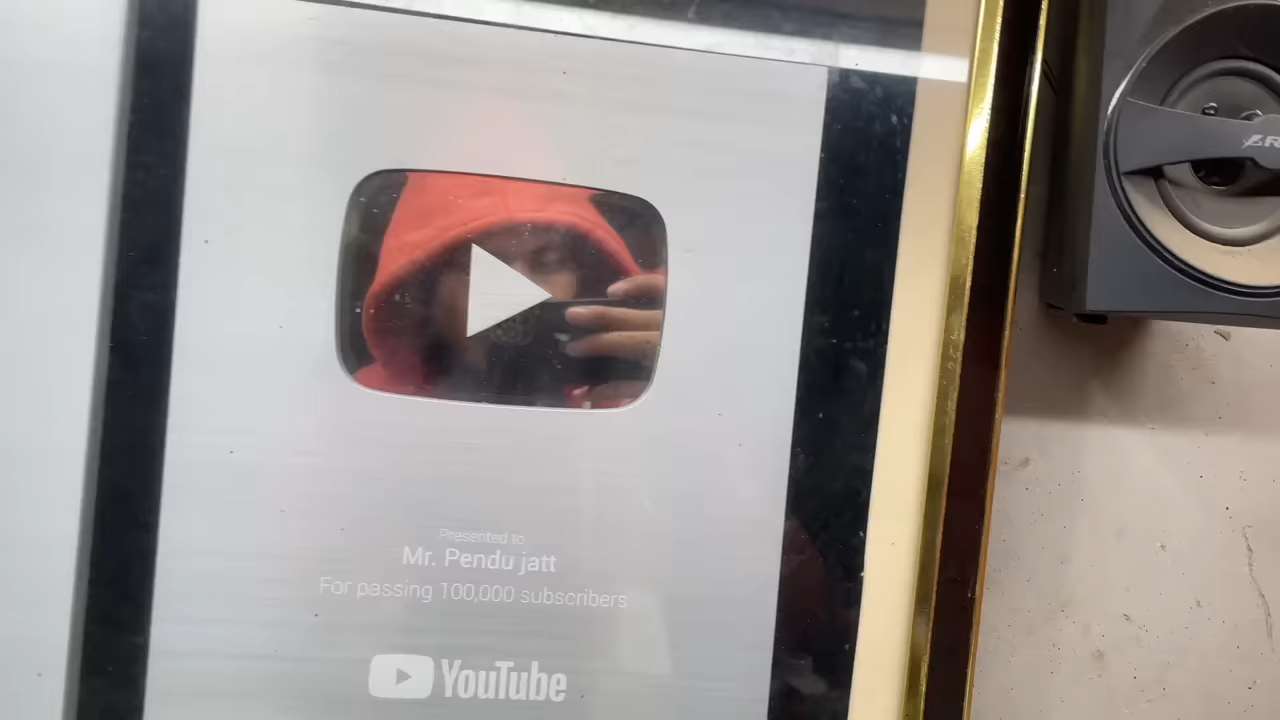 Presented to
Mr. Pendu jatt
For passing 100,000 subscribers
YouTube